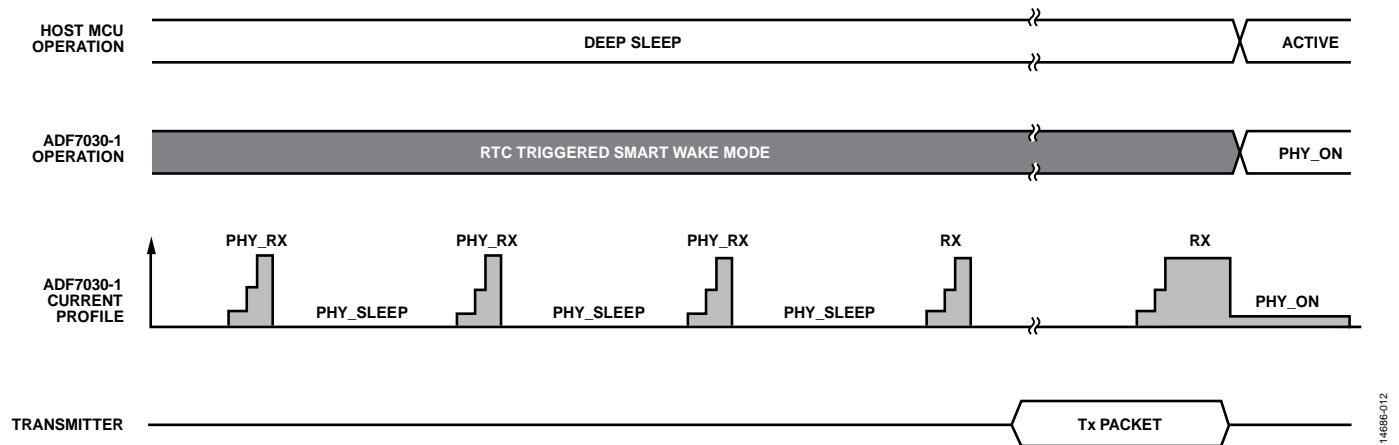 HOST MCU
OPERATION
DEEP SLEEP
ACTIVE
ADF7030-1
OPERATION
RTC TRIGGERED SMART WAKE MODE
PHY_ON
PHY_RX
PHY_RX
PHY_RX
RX
RX
ADF7030-1
CURRENT
PROFILE
PHY_SLEEP
PHY_SLEEP
PHY_SLEEP
PHY_ON
TRANSMITTER
Tx PACKET
14686-012